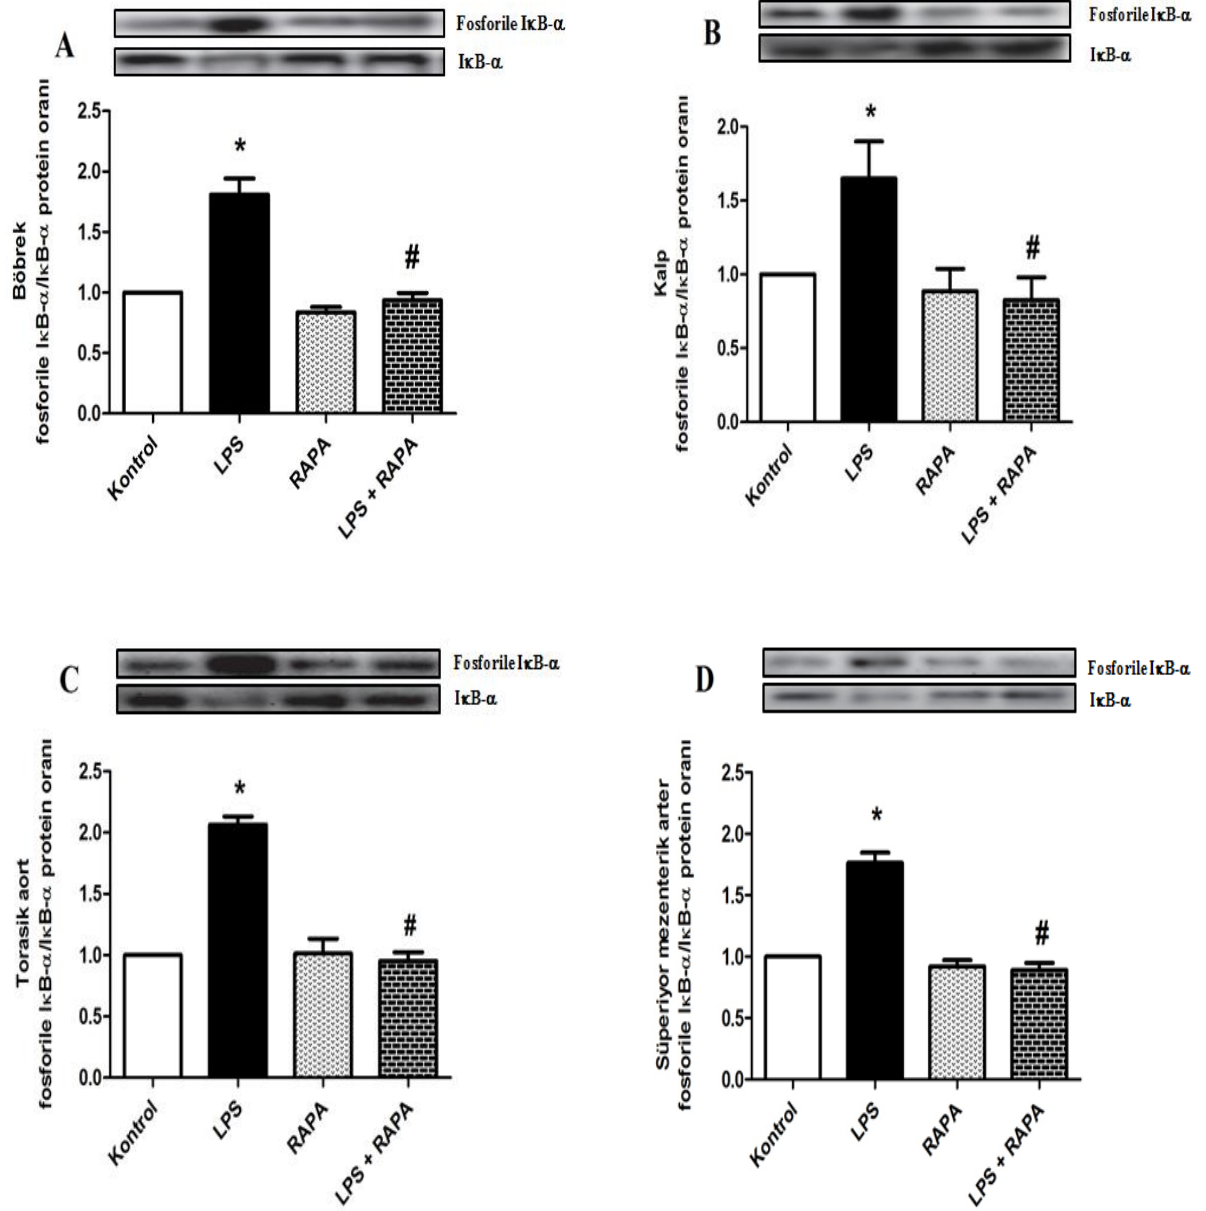 A
Fosforile IκB-α
IκB-α
Böbrek
fosforile IκB-α/IκB-α protein oranı
2.5
2.0
1.5
1.0
0.5
0.0
*
#
Kontrol
LPS
RAPA
LPS + RAPA
B
Fosforile IκB-α
IκB-α
Kalp
fosforile IκB-α/IκB-α protein oranı
2.0
1.5
1.0
0.5
0.0
*
#
Kontrol
LPS
RAPA
LPS + RAPA
C
Fosforile IκB-α
IκB-α
Torasik aort
fosforile IκB-α/IκB-α protein oranı
2.5
2.0
1.5
1.0
0.5
0.0
*
#
Kontrol
LPS
RAPA
LPS + RAPA
D
Fosforile IκB-α
IκB-α
Süperiyor mezenterik arter
fosforile IκB-α/IκB-α protein oranı
2.5
2.0
1.5
1.0
0.5
0.0
*
#
Kontrol
LPS
RAPA
LPS + RAPA